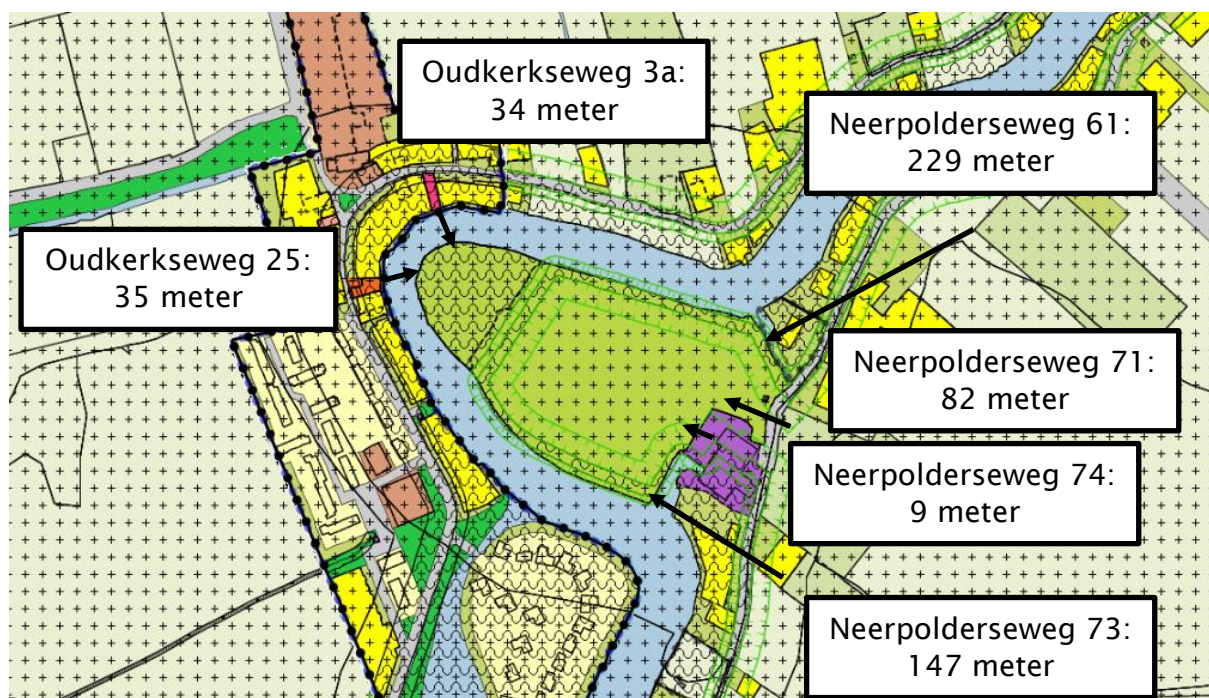 Oudkerkseweg 3a:
34 meter
Neerpolderseweg 61:
229 meter
Oudkerkseweg 25:
35 meter
Neerpolderseweg 71:
82 meter
Neerpolderseweg 74:
9 meter
Neerpolderseweg 73:
147 meter